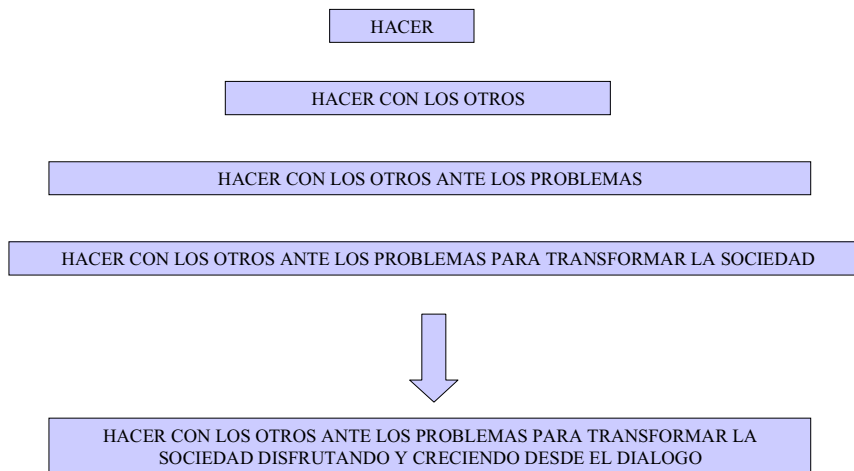 HACER
HACER CON LOS OTROS
HACER CON LOS OTROS ANTE LOS PROBLEMAS
HACER CON LOS OTROS ANTE LOS PROBLEMAS PARA TRANSFORMAR LA SOCIEDAD
HACER CON LOS OTROS ANTE LOS PROBLEMAS PARA TRANSFORMAR LA
SOCIEDAD DISFRUTANDO Y CRECIENDO DESDE EL DIALOGO